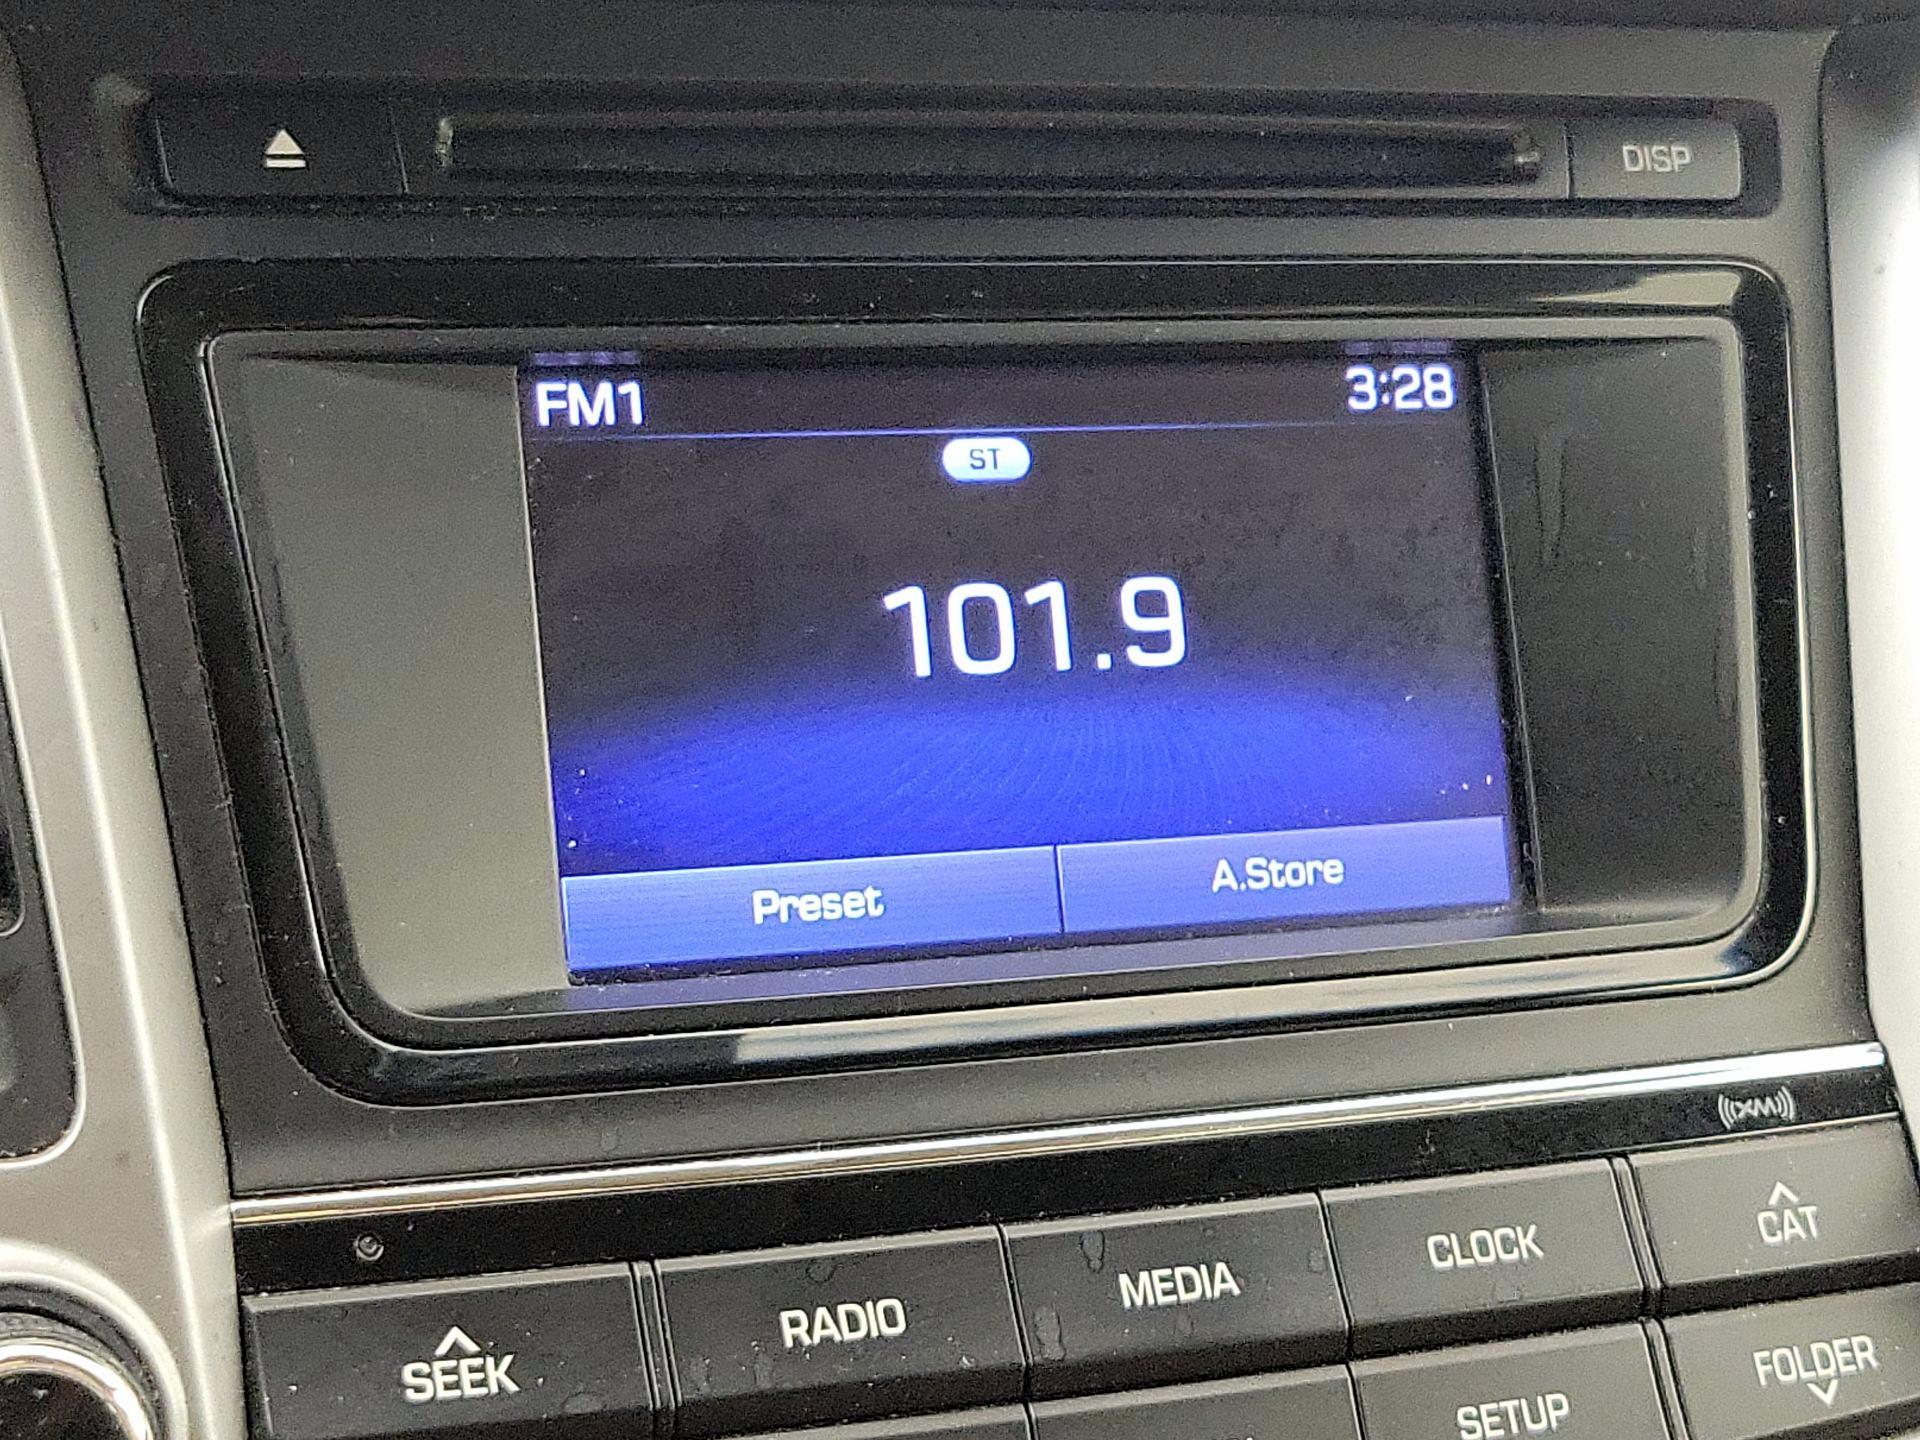 DISP
FM1 3:28
ST
101.9
Preset A.Store
((XM))
SEEK RADIO MEDIA CLOCK CAT
SETUP FOLDER